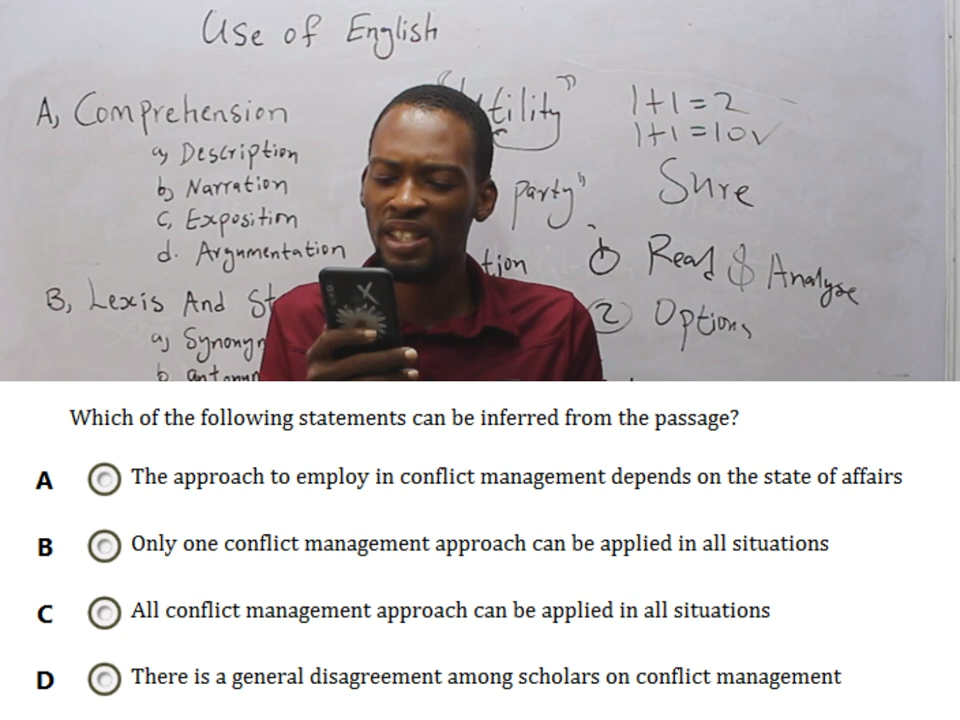 Use of English
A, Comprehension
a, Description
b, Narration
c, Exposition
d. Argumentation
B, Lexis And
a,
b.
tility"
party"
tion
1+1=2
1+1=10✓
Sure
Read & Analyse
2 Options
Which of the following statements can be inferred from the passage?
A The approach to employ in conflict management depends on the state of affairs
B Only one conflict management approach can be applied in all situations
C All conflict management approach can be applied in all situations
D There is a general disagreement among scholars on conflict management